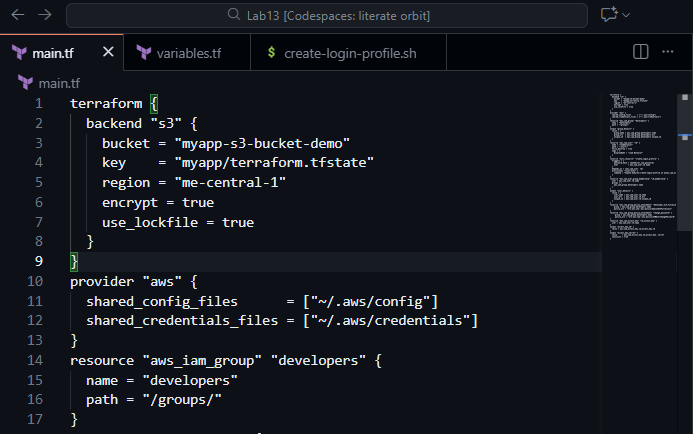 Lab13 [Codespaces: literate orbit]
main.tf
variables.tf
$ create-login-profile.sh
main.tf
1 terraform {
2 backend "s3" {
3 bucket = "myapp-s3-bucket-demo"
4 key    = "myapp/terraform.tfstate"
5 region = "me-central-1"
6 encrypt = true
7 use_lockfile = true
8 }
9 }
10 provider "aws" {
11 shared_config_files      = ["~/.aws/config"]
12 shared_credentials_files = ["~/.aws/credentials"]
13 }
14 resource "aws_iam_group" "developers" {
15 name = "developers"
16 path = "/groups/"
17 }